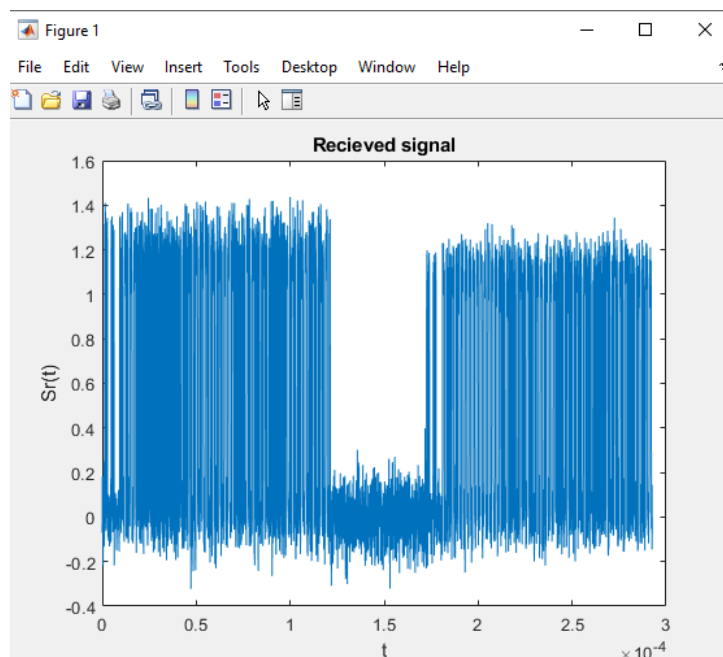 Figure 1
File Edit View Insert Tools Desktop Window Help
Recieved signal
1.6
1.4
1.2
1
0.8
0.6
0.4
0.2
0
-0.2
-0.4
Sr(t)
0 0.5 1 1.5 2 2.5 3
t
×10⁻⁴